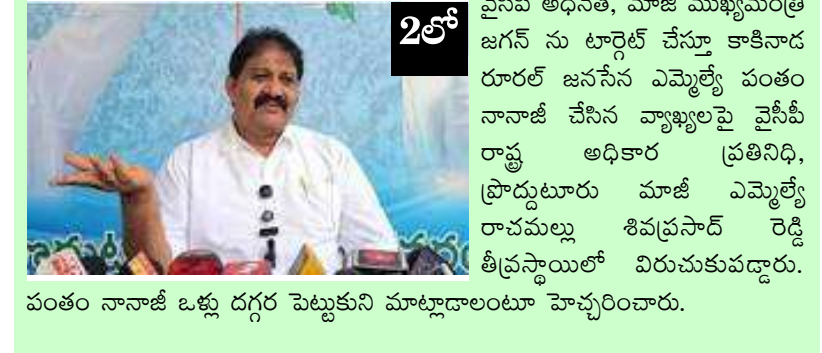 2లో
వైసీపీ అధినేత, మాజీ ముఖ్యమంత్రి
జగన్ ను టార్గెట్ చేస్తూ కాకినాడ
రూరల్ జనసేన ఎమ్మెల్యే పంతం
నానాజీ చేసిన వ్యాఖ్యలపై వైసీపీ
రాష్ట్ర అధికార ప్రతినిధి,
ప్రొద్దుటూరు మాజీ ఎమ్మెల్యే
రాచమల్లు శివప్రసాద్ రెడ్డి
తీవ్రస్థాయిలో విరుచుకుపడ్డారు.
పంతం నానాజీ ఒళ్లు దగ్గర పెట్టుకుని మాట్లాడాలంటూ హెచ్చరించారు.